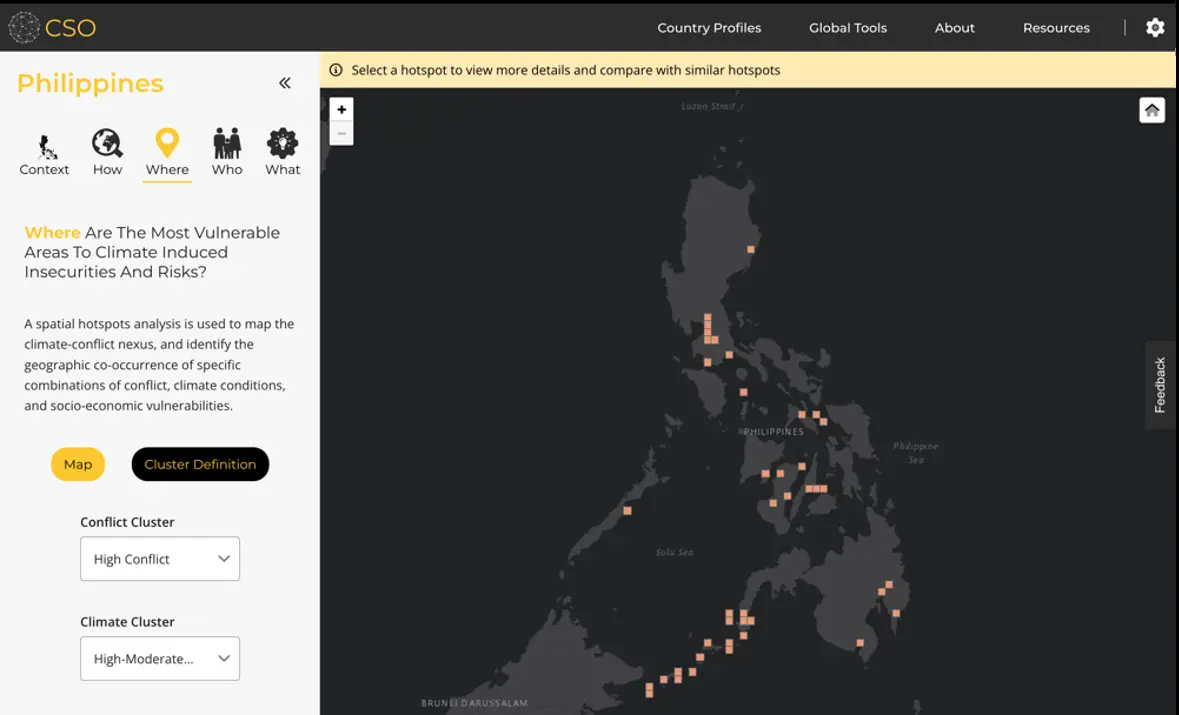 CSO
Country Profiles
Global Tools
About
Resources
Philippines
Select a hotspot to view more details and compare with similar hotspots
Context
How
Where
Who
What
Where Are The Most Vulnerable
Areas To Climate Induced
Insecurities And Risks?
A spatial hotspots analysis is used to map the
climate-conflict nexus, and identify the
geographic co-occurrence of specific
combinations of conflict, climate conditions,
and socio-economic vulnerabilities.
Map
Cluster Definition
Conflict Cluster
High Conflict
Climate Cluster
High-Moderate...
+
−
Luzon Strait
PHILIPPINES
Philippine
Sea
Sulu Sea
BRUNEI DARUSSALAM
Feedback